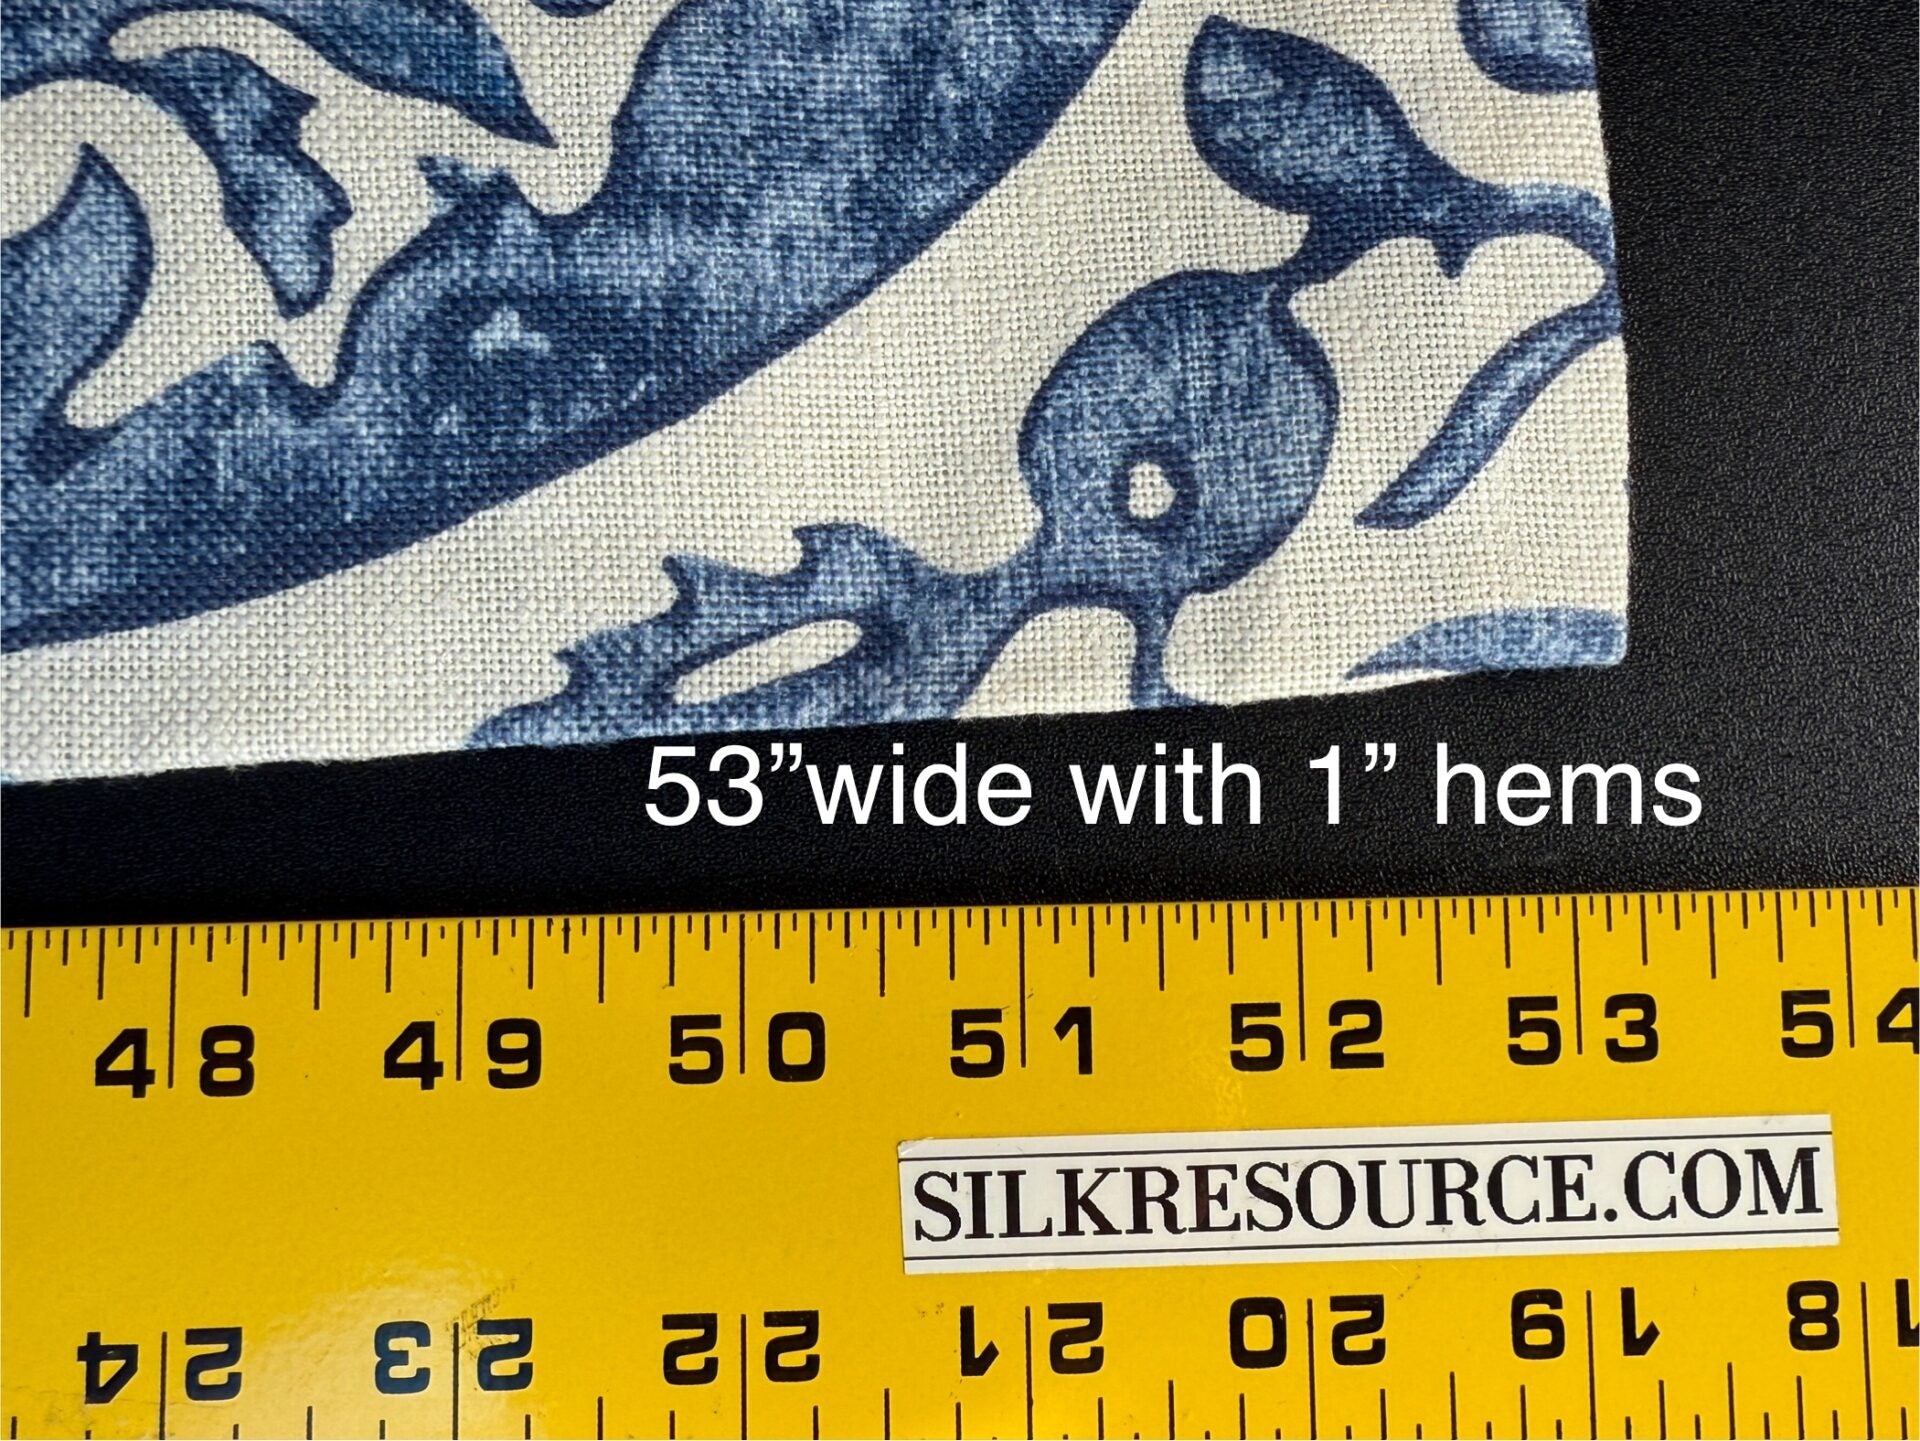 53”wide with 1” hems
48 49 50 51 52 53 54
SILKRESOURCE.COM
24 23 22 21 20 19 18